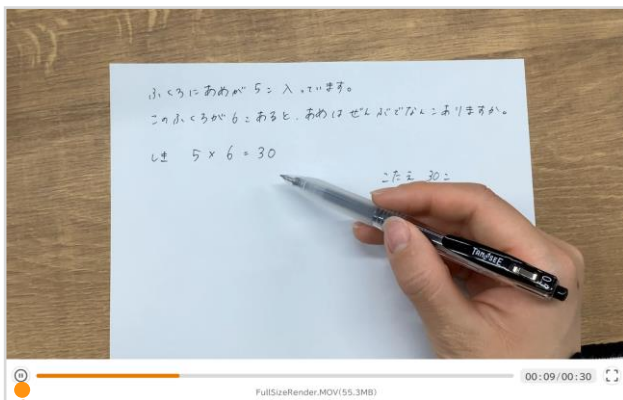 ふくろにあめが5こ入っています。
このふくろが6こあると、あめはぜんぶでなんこありますか。
しき 5×6=30
こたえ 30こ
00:09/00:30
FullSizeRender.MOV(55.3MB)